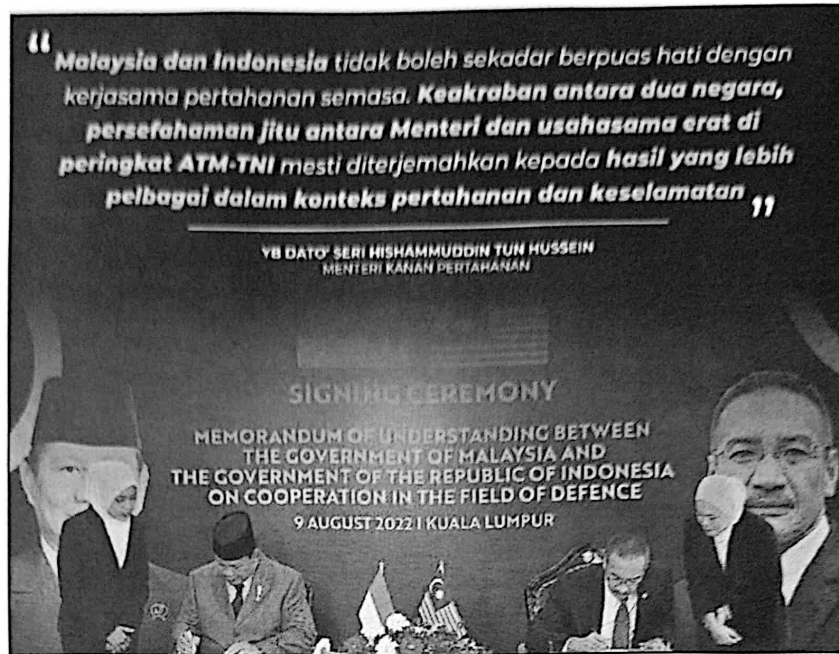 “ Malaysia dan Indonesia tidak boleh sekadar berpuas hati dengan
kerjasama pertahanan semasa. Keakraban antara dua negara,
persefahaman jitu antara Menteri dan usahasama erat di
peringkat ATM-TNI mesti diterjemahkan kepada hasil yang lebih
pelbagai dalam konteks pertahanan dan keselamatan ”
YB DATO' SERI HISHAMMUDDIN TUN HUSSEIN
MENTERI KANAN PERTAHANAN
SIGNING CEREMONY
MEMORANDUM OF UNDERSTANDING BETWEEN
THE GOVERNMENT OF MALAYSIA AND
THE GOVERNMENT OF THE REPUBLIC OF INDONESIA
ON COOPERATION IN THE FIELD OF DEFENCE
9 AUGUST 2022 | KUALA LUMPUR